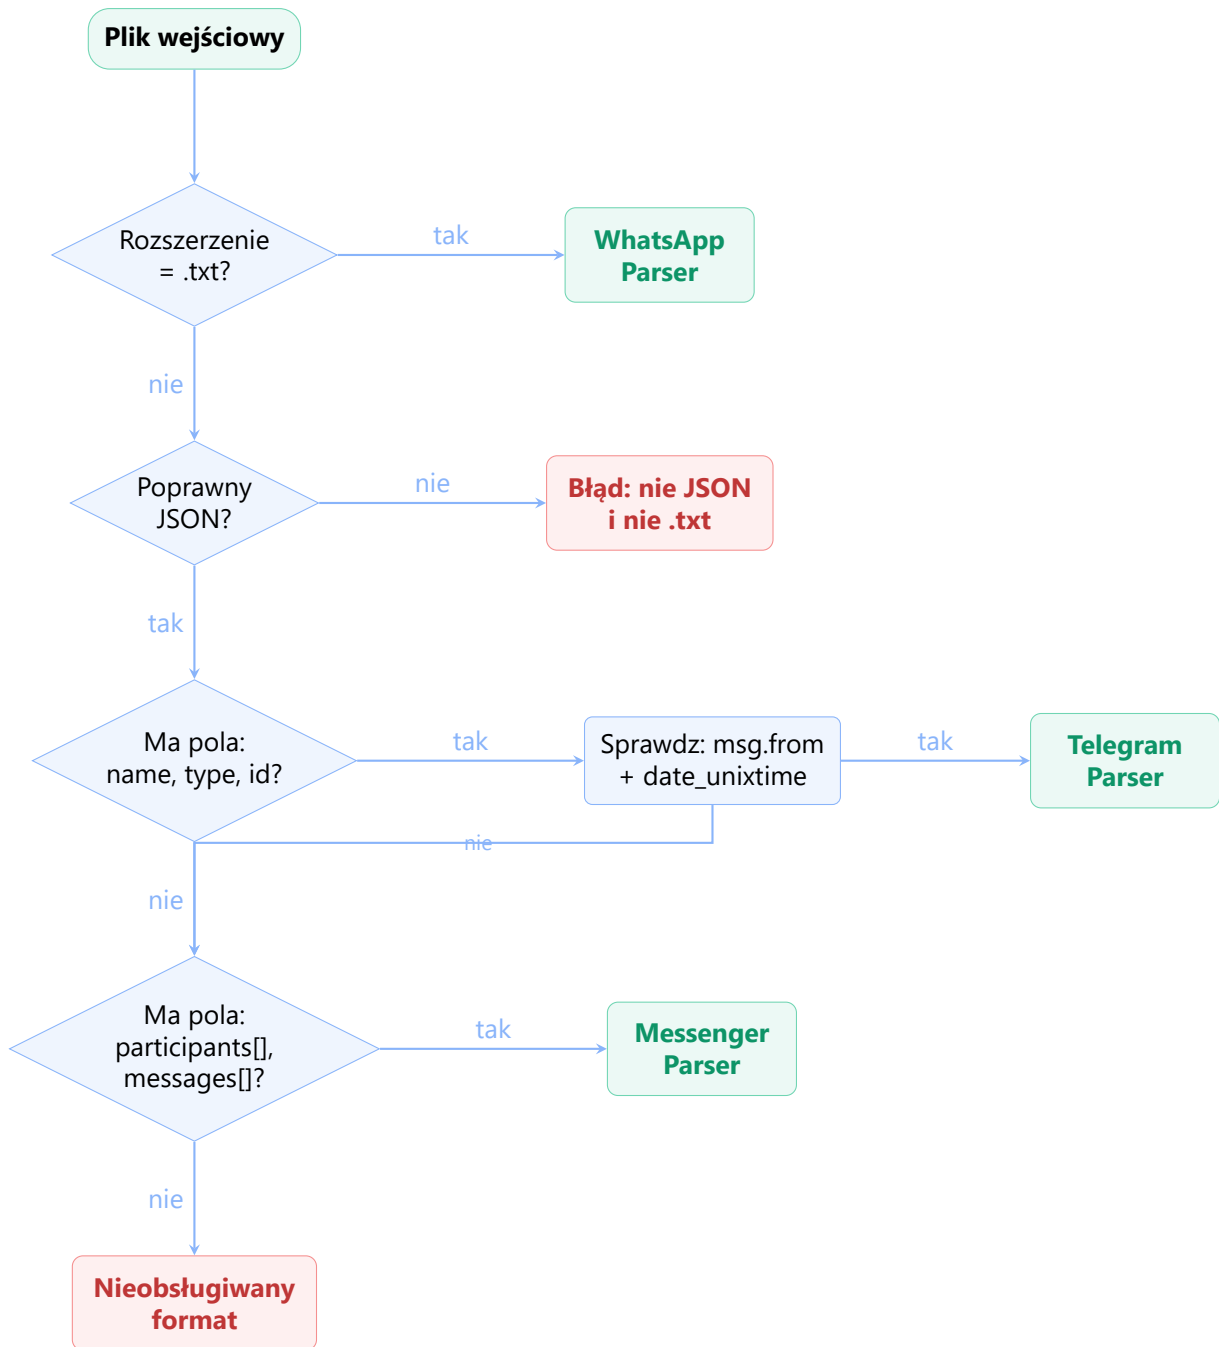 Plik wejściowy
Rozszerzenie
= .txt?
tak
WhatsApp
Parser
nie
Poprawny
JSON?
nie
Błąd: nie JSON
i nie .txt
tak
Ma pola:
name, type, id?
tak
Sprawdz: msg.from
+ date_unixtime
tak
Telegram
Parser
nie
nie
Ma pola:
participants[],
messages[]?
tak
Messenger
Parser
nie
Nieobsługiwany
format